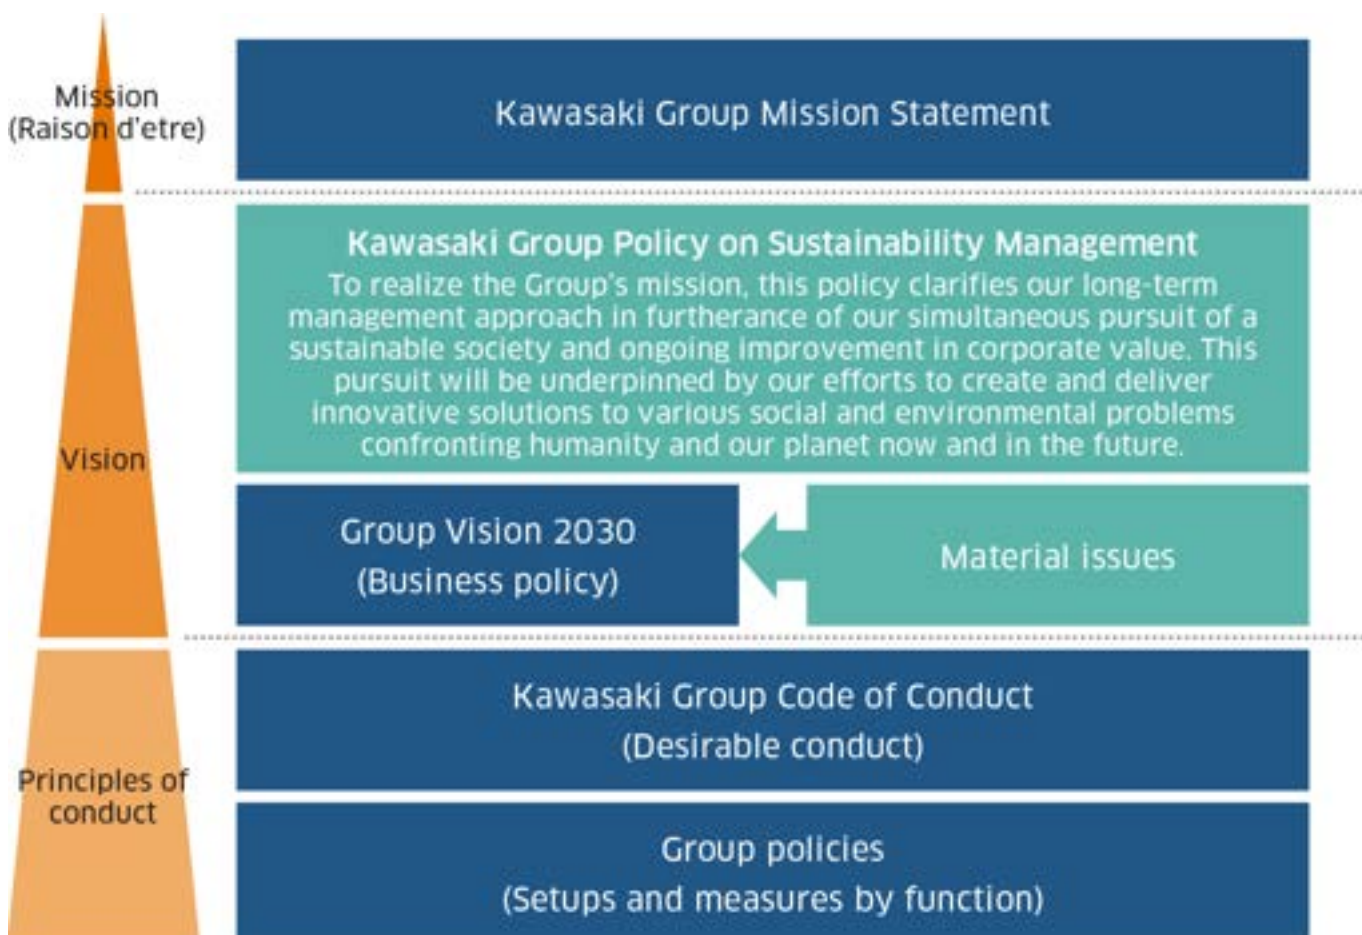 Mission
(Raison d'etre)
Kawasaki Group Mission Statement
Kawasaki Group Policy on Sustainability Management
To realize the Group's mission, this policy clarifies our long-term
management approach in furtherance of our simultaneous pursuit of a
sustainable society and ongoing improvement in corporate value. This
pursuit will be underpinned by our efforts to create and deliver
innovative solutions to various social and environmental problems
confronting humanity and our planet now and in the future.
Vision
Group Vision 2030
(Business policy)
Material issues
Kawasaki Group Code of Conduct
(Desirable conduct)
Principles of
conduct
Group policies
(Setups and measures by function)